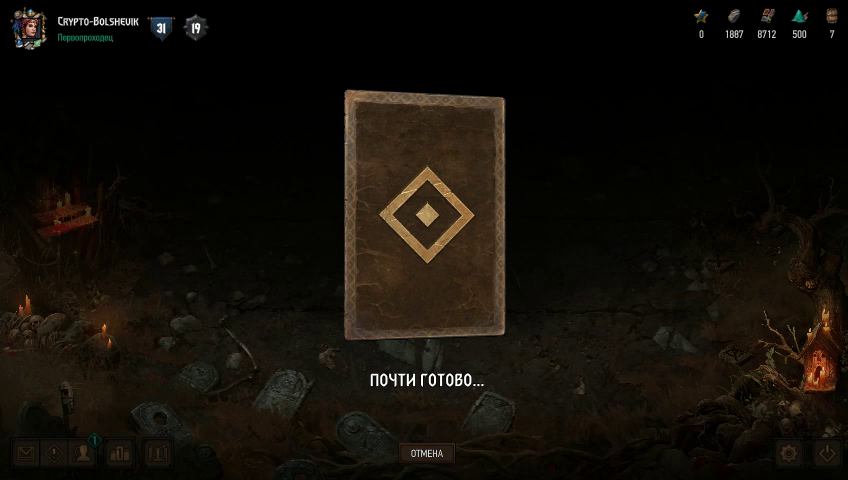 Crypto-Bolshevik
Первопроходец
31
19
0
1887
8712
500
7
ПОЧТИ ГОТОВО...
1
ОТМЕНА